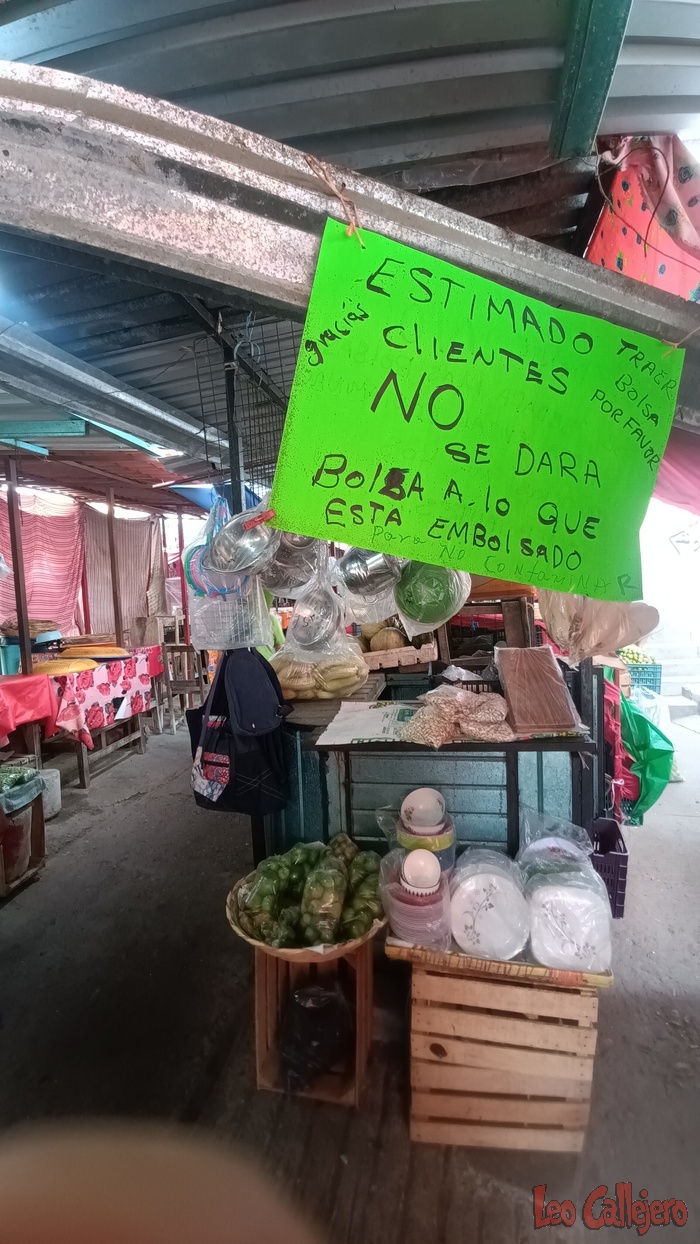 ESTIMADO
CLIENTES
NO
SE DARA
BOLSA A.lo QUE
ESTA EMBOLSADO
Para
No CONTAMINAR
gracias
TRAER
BOLSA
POR FAVOR
Leo Callejero